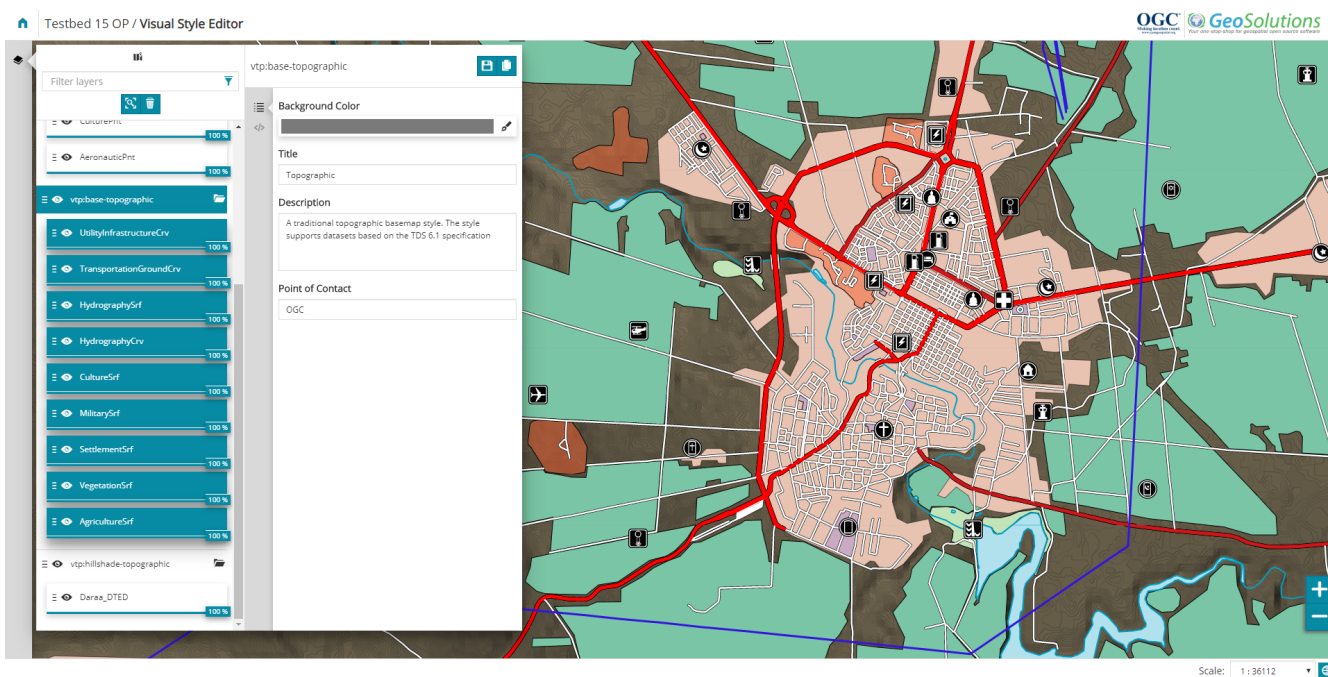 Testbed 15 OP / Visual Style Editor
OGC
Making location count.
GeoSolutions
Your one-stop-shop for geospatial open source software
Filter layers
CulturePnt
100 %
AeronauticPnt
100 %
vtp:base-topographic
UtilityInfrastructureCrv
100 %
TransportationGroundCrv
100 %
HydrographySrf
100 %
HydrographyCrv
100 %
CultureSrf
100 %
MilitarySrf
100 %
SettlementSrf
100 %
VegetationSrf
100 %
AgricultureSrf
100 %
vtp:hillshade-topographic
Daraa_DTED
100 %
vtp:base-topographic
Background Color
Title
Topographic
Description
A traditional topographic basemap style. The style
supports datasets based on the TDS 6.1 specification
Point of Contact
OGC
Scale: 1 : 36112